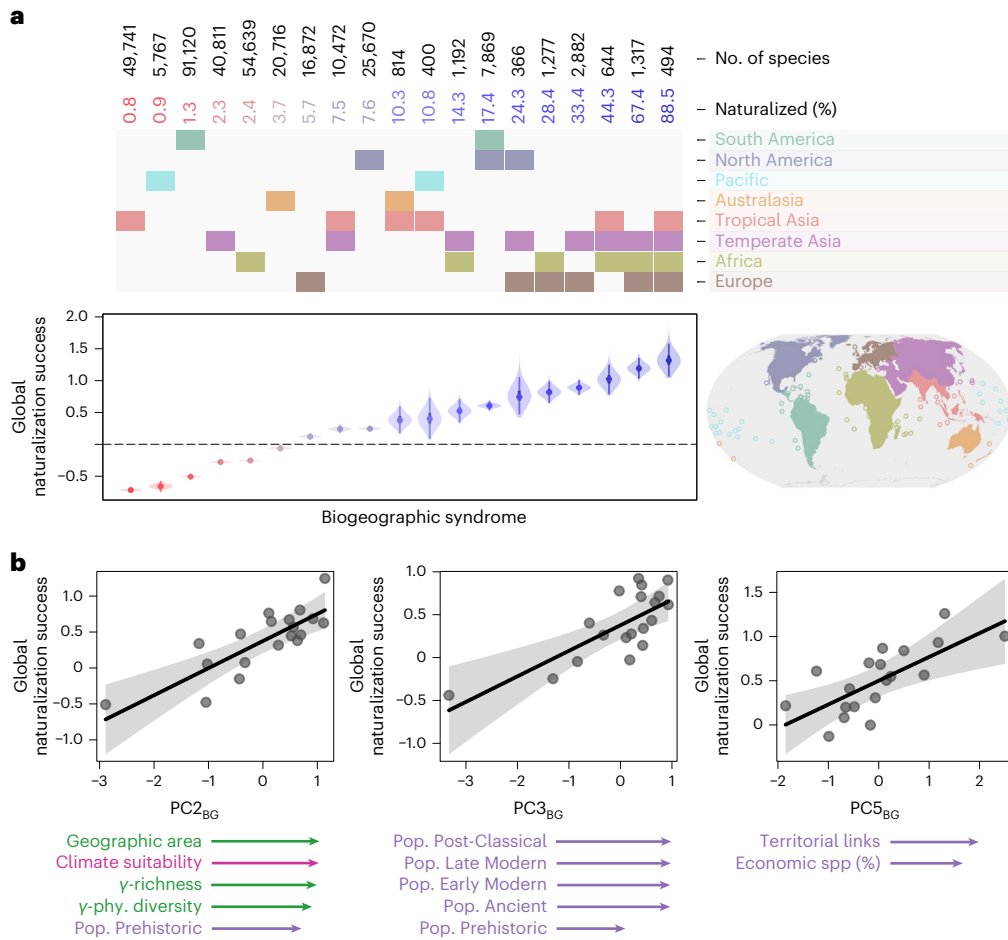 a
49,741 5,767 91,120 40,811 54,639 20,716 16,872 10,472 25,670 814 400 1,192 7,869 366 1,277 2,882 644 1,317 494 No. of species
0.8 0.9 1.3 2.3 2.4 3.7 5.7 7.5 7.6 10.3 10.8 14.3 17.4 24.3 28.4 33.4 44.3 67.4 88.5 Naturalized (%)
South America
North America
Pacific
Australasia
Tropical Asia
Temperate Asia
Africa
Europe
Global
naturalization success
2.0
1.0
0.5
−0.5
Biogeographic syndrome
b
Global
naturalization success
1.0
0.5
0
−0.5
−1.0
−3 −2 −1 0 1
PC2BG
Geographic area
Climate suitability
γ-richness
γ-phy. diversity
Pop. Prehistoric
Global
naturalization success
1.0
0.5
0
−0.5
−1.0
−3 −2 −1 0 1
PC3BG
Pop. Post-Classical
Pop. Late Modern
Pop. Early Modern
Pop. Ancient
Pop. Prehistoric
Global
naturalization success
1.5
1.0
0.5
0
−2 −1 0 1 2
PC5BG
Territorial links
Economic spp (%)